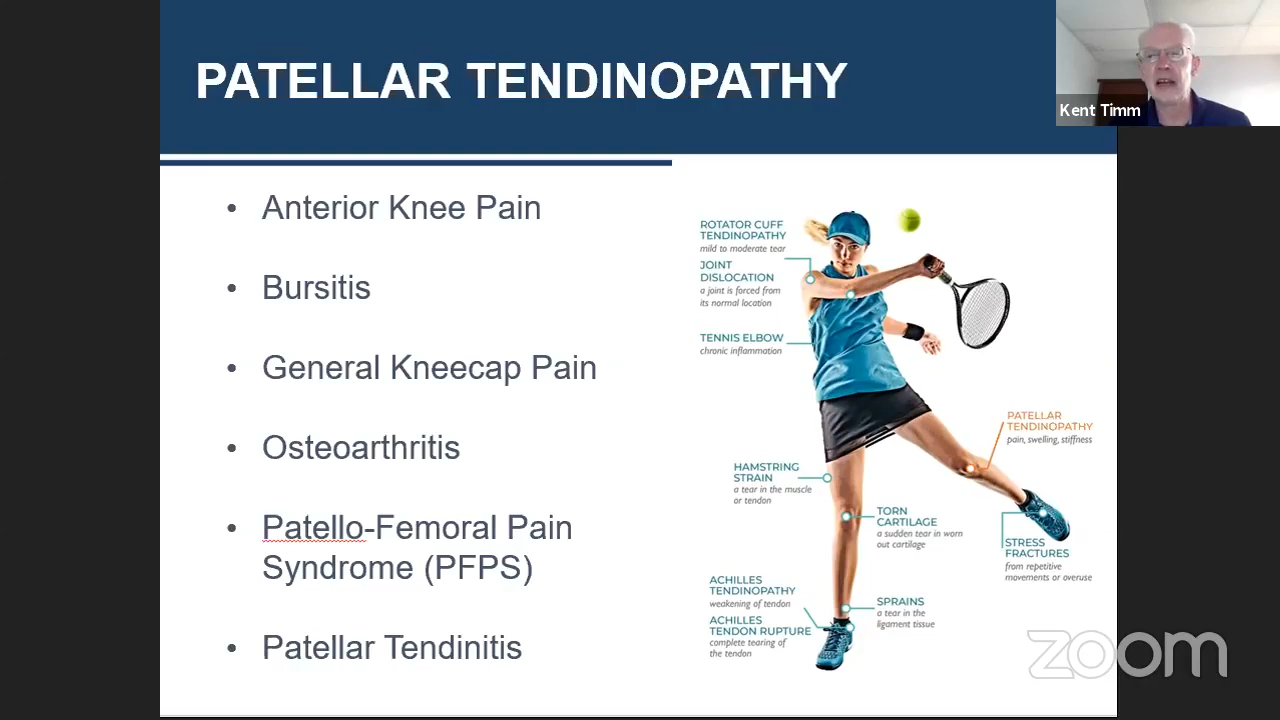 PATELLAR TENDINOPATHY
Kent Timm
• Anterior Knee Pain
• Bursitis
• General Kneecap Pain
• Osteoarthritis
• Patello-Femoral Pain
Syndrome (PFPS)
• Patellar Tendinitis
ROTATOR CUFF
TENDINOPATHY
mild to moderate tear
JOINT
DISLOCATION
a joint is forced from
its normal location
TENNIS ELBOW
chronic inflammation
PATELLAR
TENDINOPATHY
pain, swelling, stiffness
HAMSTRING
STRAIN
a tear in the muscle
or tendon
TORN
CARTILAGE
a sudden tear in worn
out cartilage
STRESS
FRACTURES
from repetitive
movements or overuse
ACHILLES
TENDINOPATHY
weakening of tendon
ACHILLES
TENDON RUPTURE
complete tearing of
the tendon
SPRAINS
a tear in the
ligament tissue
zoom